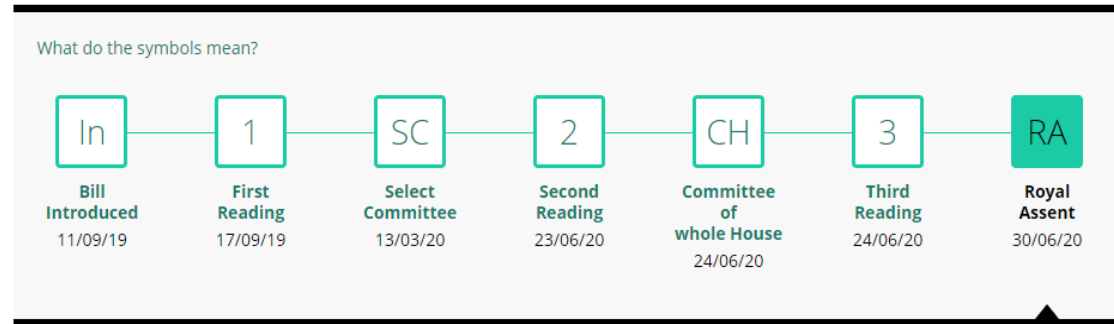 What do the symbols mean?
In
1
SC
2
CH
3
RA
Bill
Introduced
11/09/19
First
Reading
17/09/19
Select
Committee
13/03/20
Second
Reading
23/06/20
Committee
of
whole House
24/06/20
Third
Reading
24/06/20
Royal
Assent
30/06/20